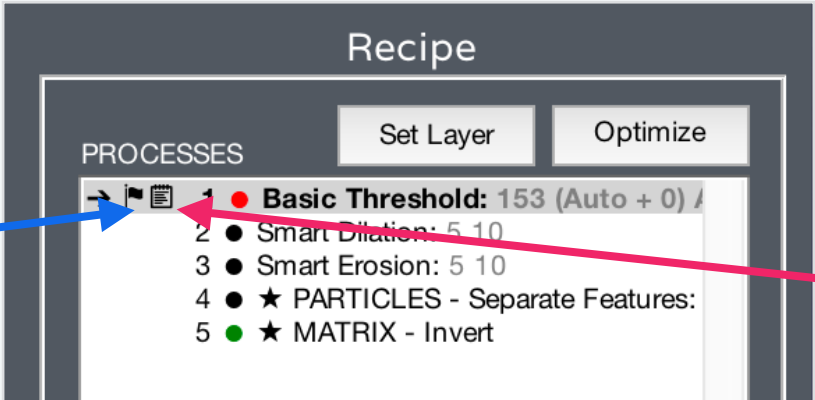 Recipe
Set Layer
Optimize
PROCESSES
1 Basic Threshold: 153 (Auto + 0)
2 Smart Dilation: 5 10
3 Smart Erosion: 5 10
4 ★ PARTICLES - Separate Features:
5 ★ MATRIX - Invert